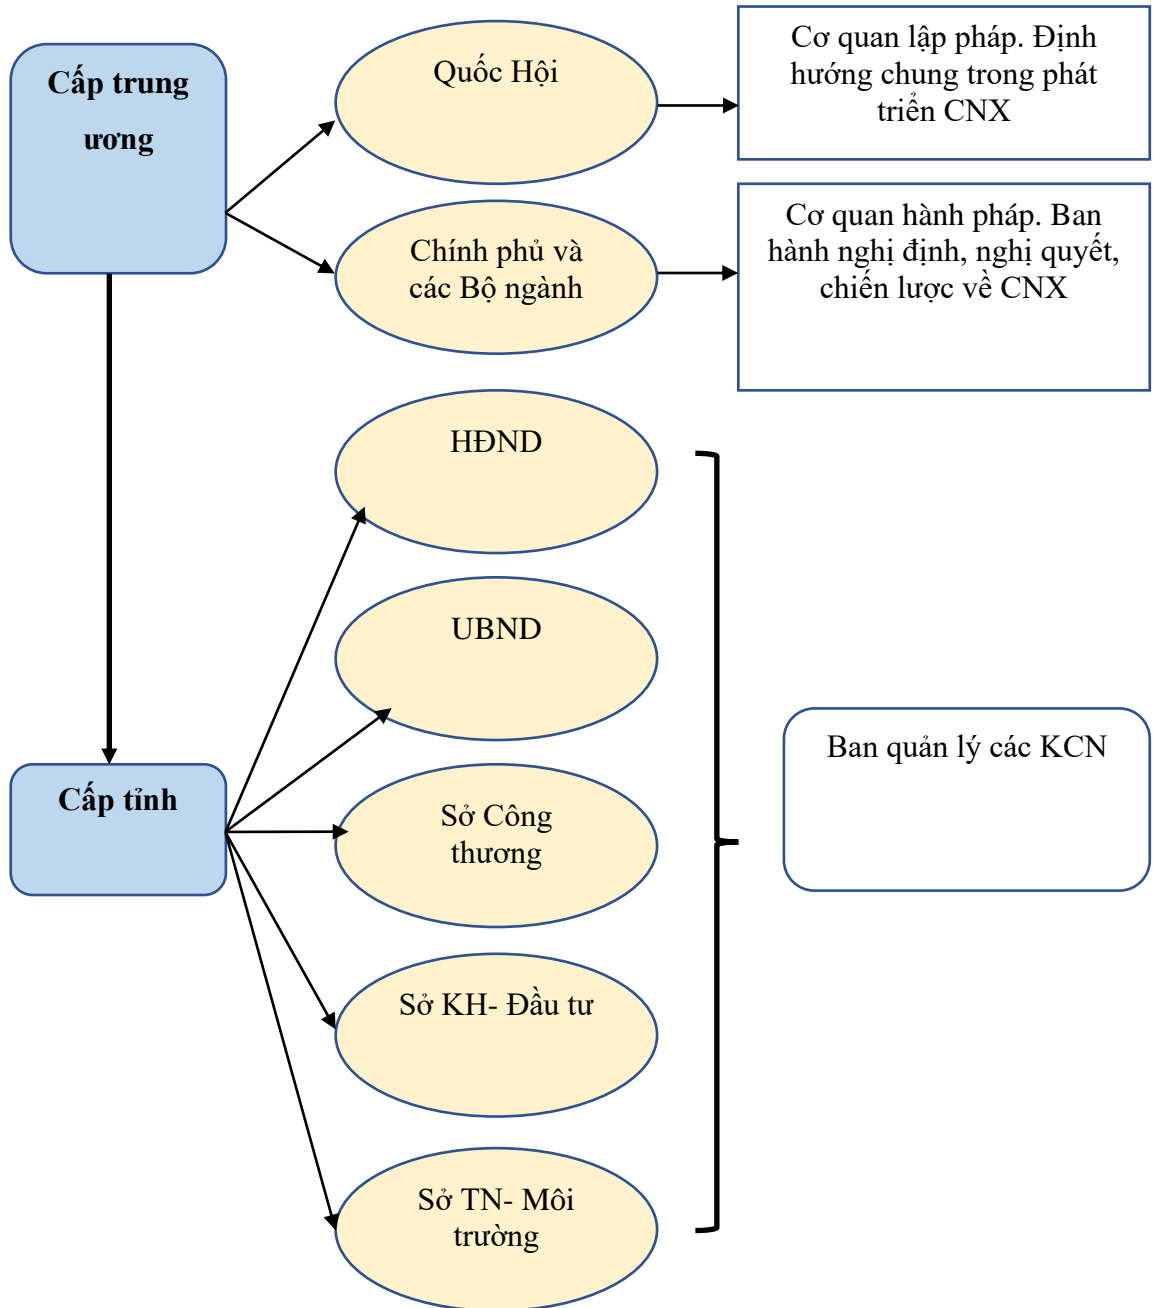 Cấp trung
ương
Quốc Hội
Cơ quan lập pháp. Định
hướng chung trong phát
triển CNX
Chính phủ và
các Bộ ngành
Cơ quan hành pháp. Ban
hành nghị định, nghị quyết,
chiến lược về CNX
HĐND
UBND
Cấp tỉnh
Sở Công
thương
Sở KH- Đầu tư
Sở TN- Môi
trường
Ban quản lý các KCN